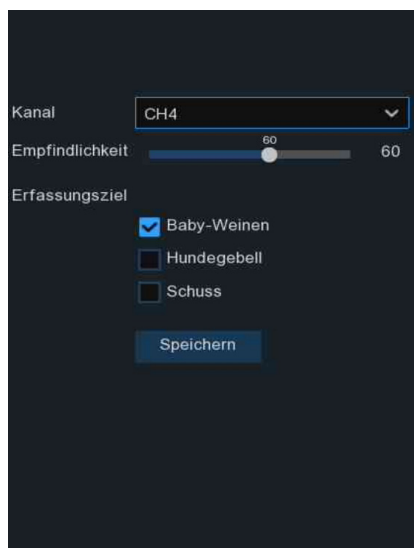 Kanal CH4
60
Empfindlichkeit 60
Erfassungsziel
Baby-Weinen
Hundegebell
Schuss
Speichern